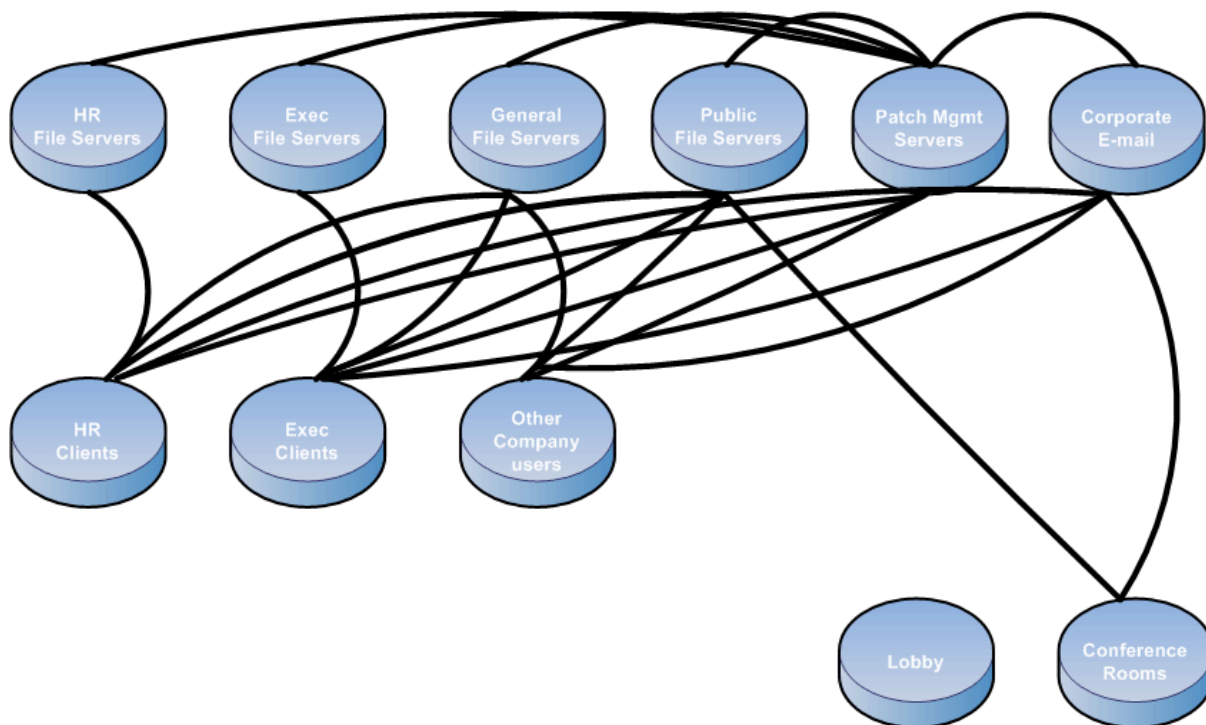 HR
File Servers
Exec
File Servers
General
File Servers
Public
File Servers
Patch Mgmt
Servers
Corporate
E-mail
HR
Clients
Exec
Clients
Other
Company
users
Lobby
Conference
Rooms